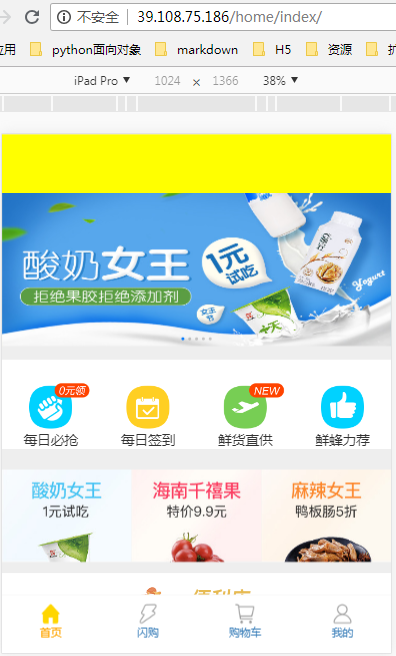 不安全 39.108.75.186/home/index/
应用 python面向对象 markdown H5 资源
iPad Pro 1024 × 1366 38%
酸奶女王
1元
试吃
拒绝果胶拒绝添加剂
女王
节
Yogurt
0元领 NEW
每日必抢 每日签到 鲜货直供 鲜蜂力荐
酸奶女王 海南千禧果 麻辣女王
1元试吃 特价9.9元 鸭板肠5折
首页 闪购 购物车 我的